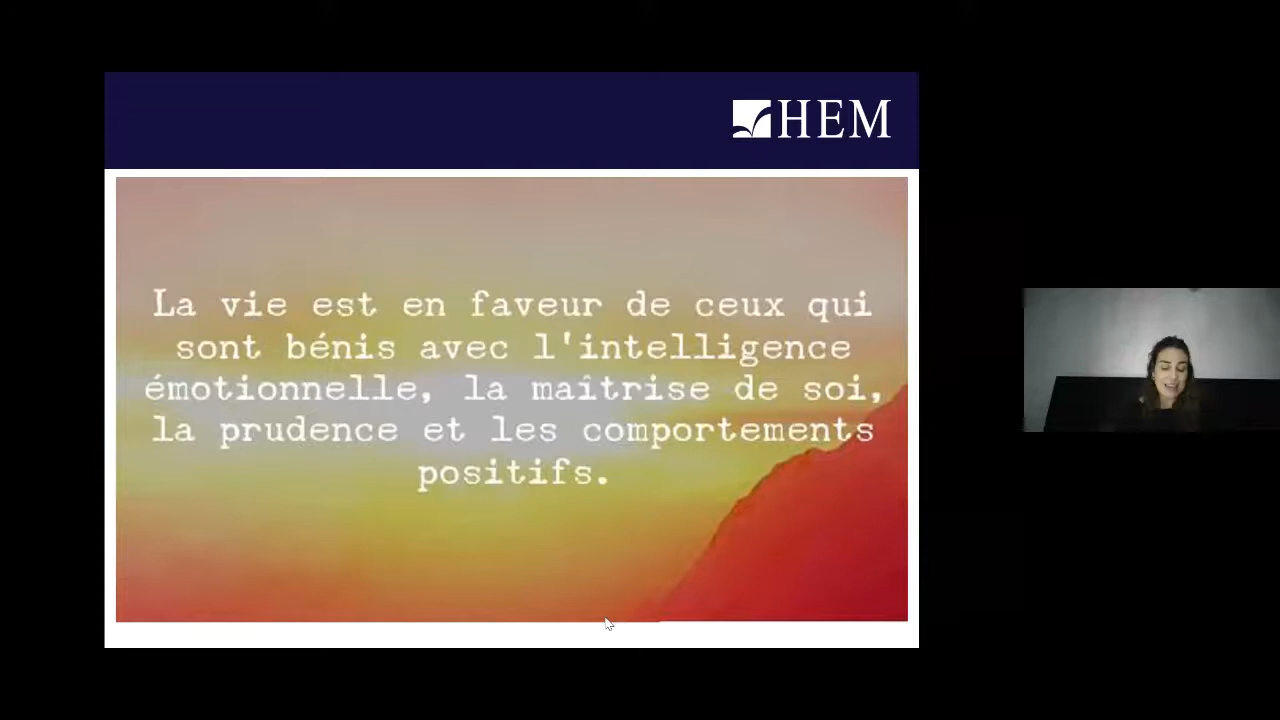 HEM
La vie est en faveur de ceux qui
sont bénis avec l'intelligence
émotionnelle, la maîtrise de soi,
la prudence et les comportements
positifs.